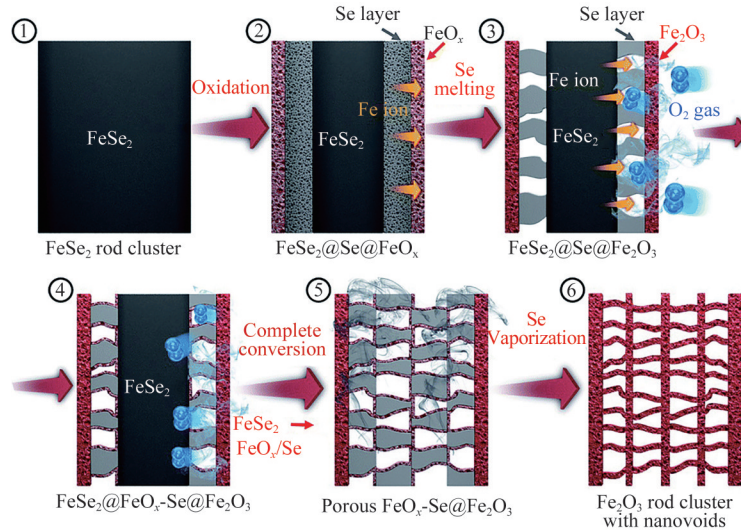 ①
FeSe₂
FeSe₂ rod cluster
Oxidation
②
Se layer
FeOₓ
Fe ion
FeSe₂
FeSe₂@Se@FeOₓ
Se
melting
③
Se layer
Fe₂O₃
Fe ion
O₂ gas
FeSe₂
FeSe₂@Se@Fe₂O₃
④
FeSe₂
FeSe₂@FeOₓ-Se@Fe₂O₃
Complete
conversion
FeSe₂ →
FeOₓ/Se
⑤
Porous FeOₓ-Se@Fe₂O₃
Se
Vaporization
⑥
Fe₂O₃ rod cluster
with nanovoids